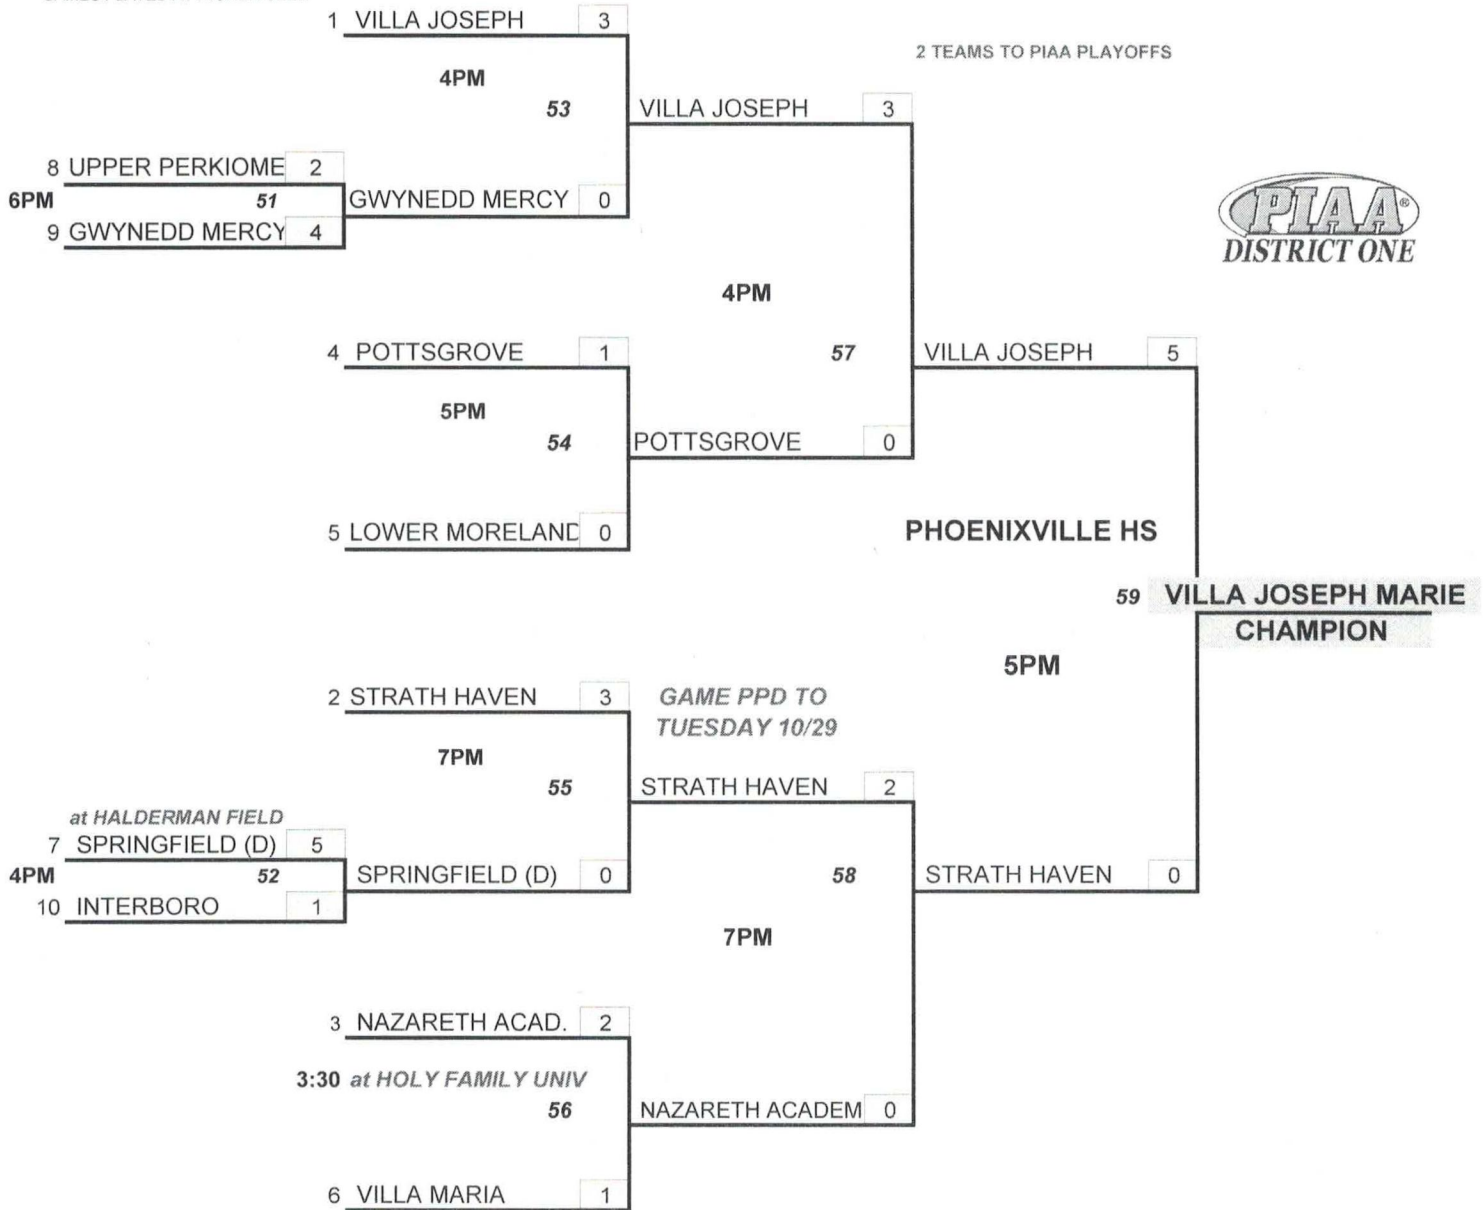 1 VILLA JOSEPH 3
2 TEAMS TO PIAA PLAYOFFS
4PM
53 VILLA JOSEPH 3
8 UPPER PERKIOME 2
6PM 51 GWYNEDD MERCY 0
9 GWYNEDD MERCY 4
PIAA®
DISTRICT ONE
4PM
4 POTTSGROVE 1
57 VILLA JOSEPH 5
5PM
54 POTTSGROVE 0
5 LOWER MORELAND 0
PHOENIXVILLE HS
59 VILLA JOSEPH MARIE
CHAMPION
5PM
2 STRATH HAVEN 3
GAME PPD TO
TUESDAY 10/29
7PM
55 STRATH HAVEN 2
at HALDERMAN FIELD
7 SPRINGFIELD (D) 5
4PM 52 SPRINGFIELD (D) 0
58 STRATH HAVEN 0
10 INTERBORO 1
7PM
3 NAZARETH ACAD. 2
3:30 at HOLY FAMILY UNIV
56 NAZARETH ACADEM 0
6 VILLA MARIA 1